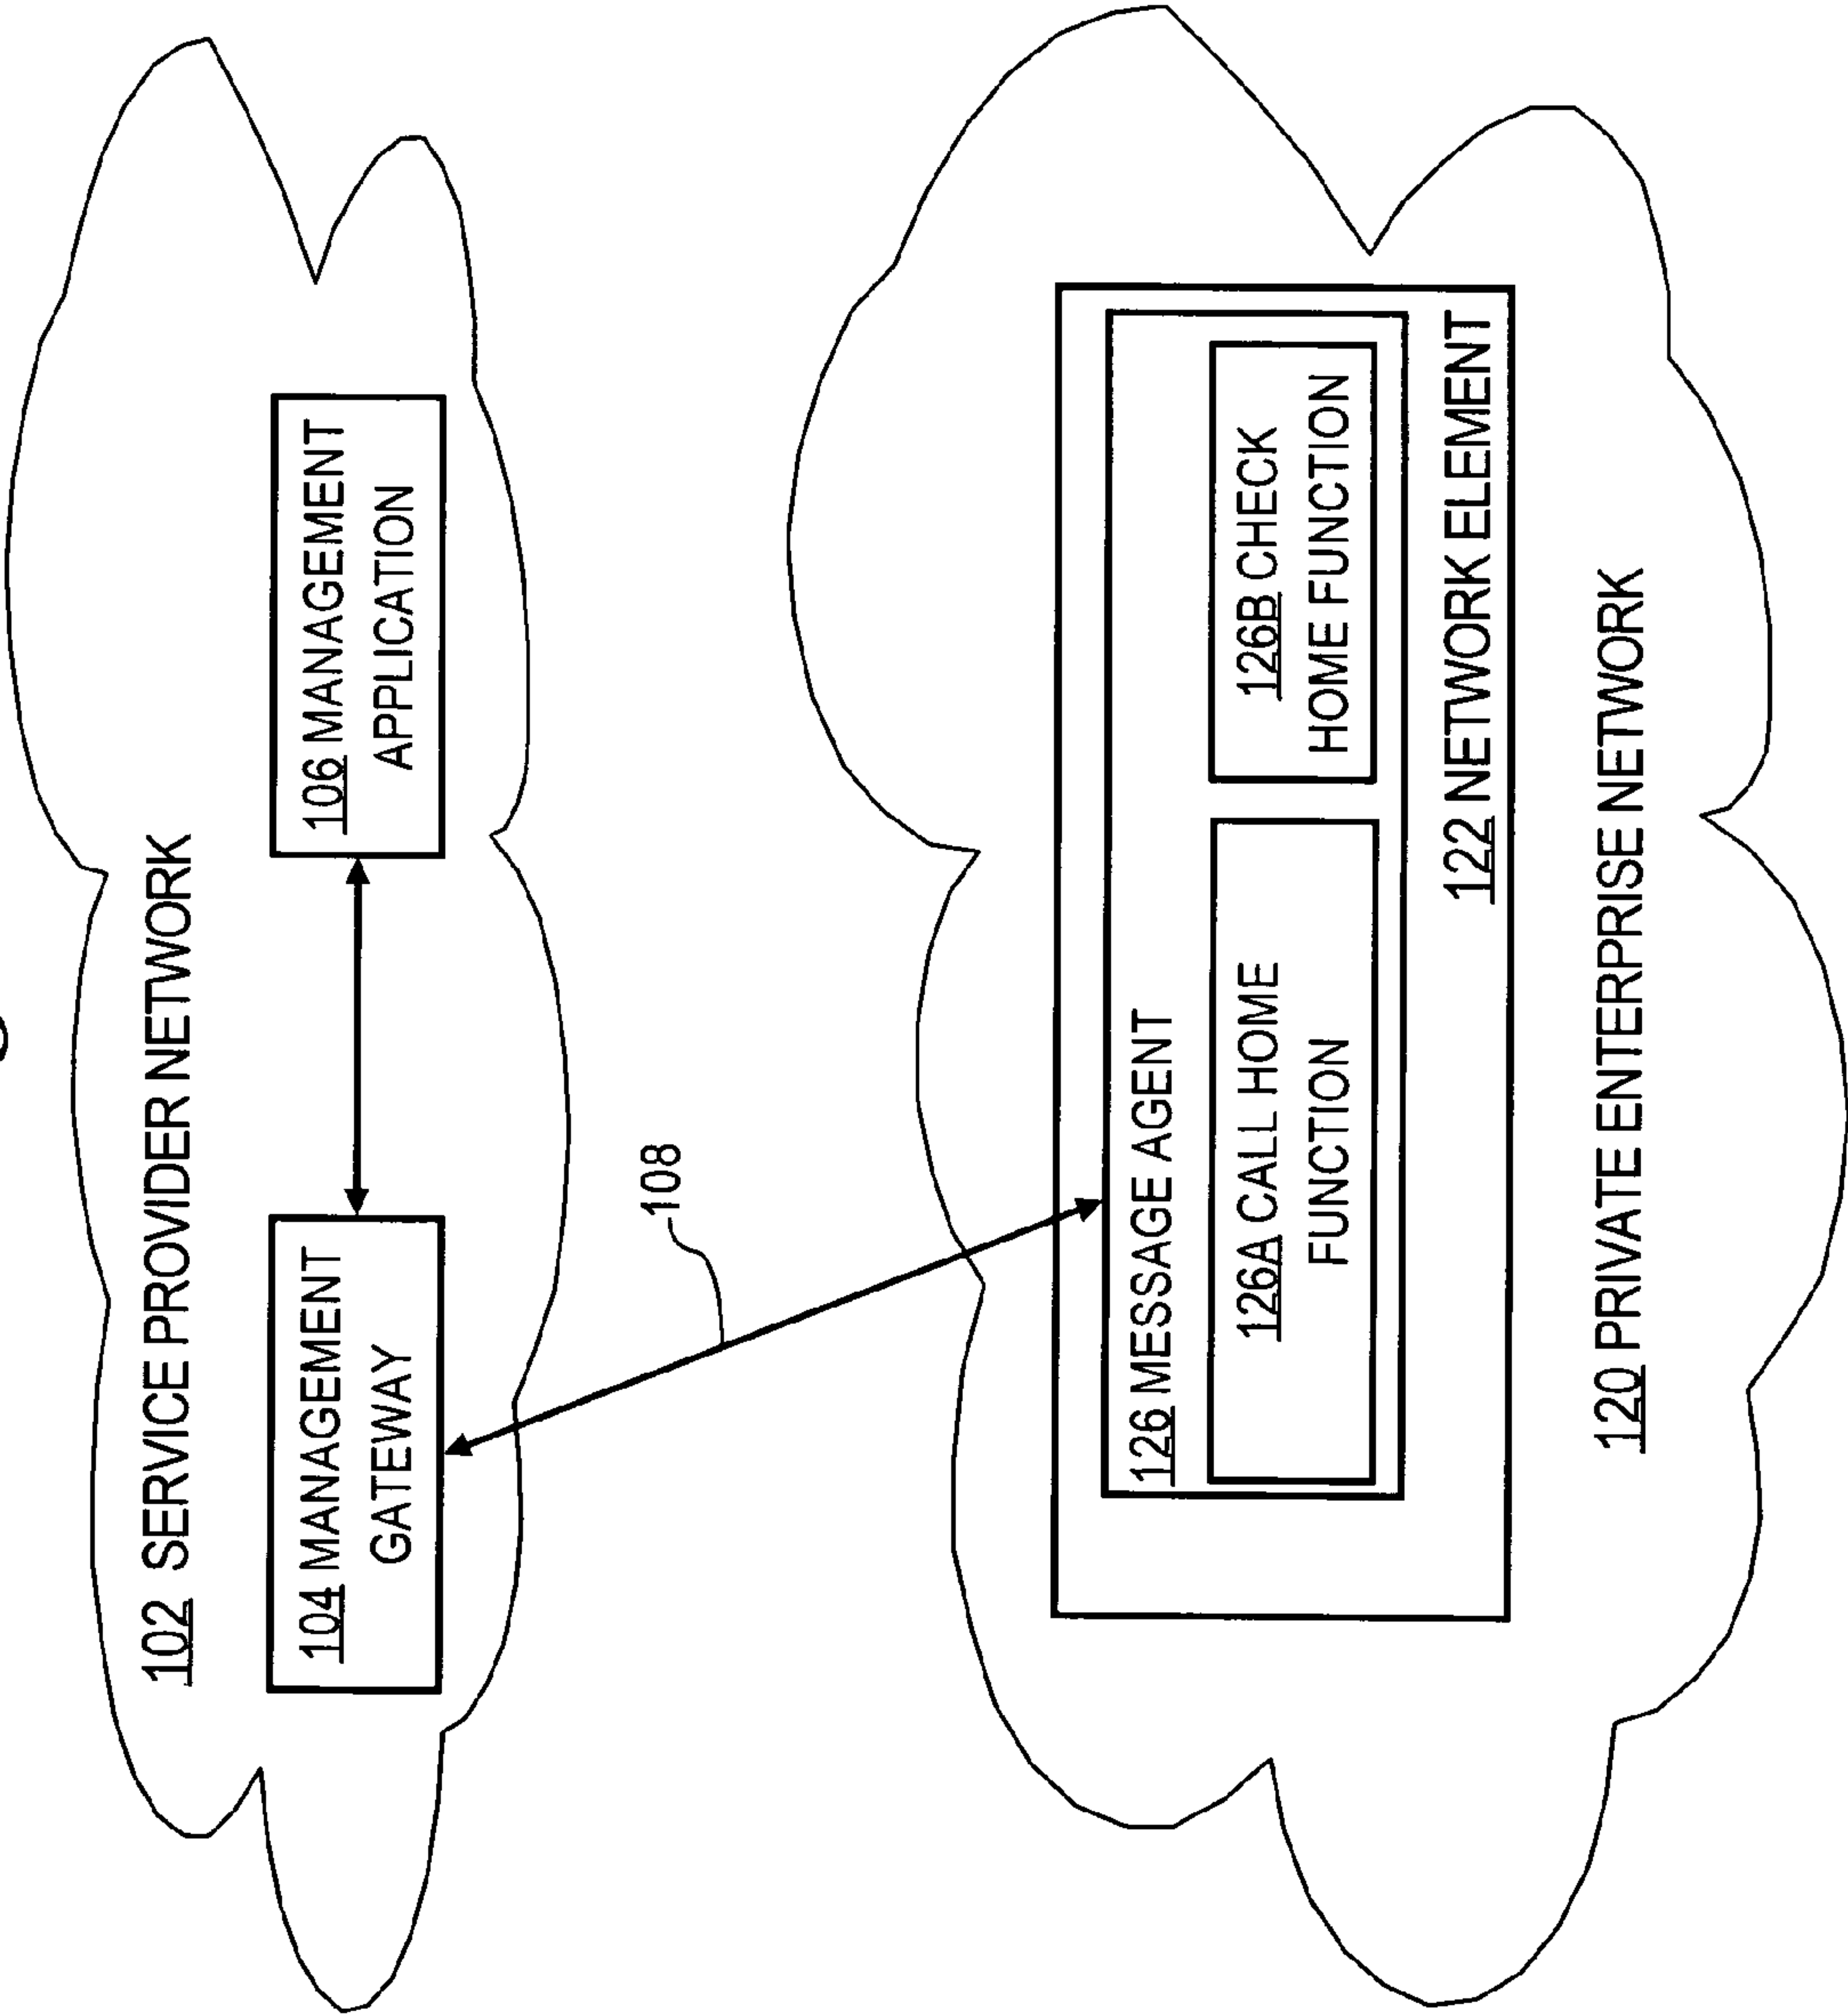 102 SERVICE PROVIDER NETWORK
104 MANAGEMENT
GATEWAY
106 MANAGEMENT
APPLICATION
108
126 MESSAGE AGENT
126A CALL HOME
FUNCTION
126B CHECK
HOME FUNCTION
122 NETWORK ELEMENT
120 PRIVATE ENTERPRISE NETWORK